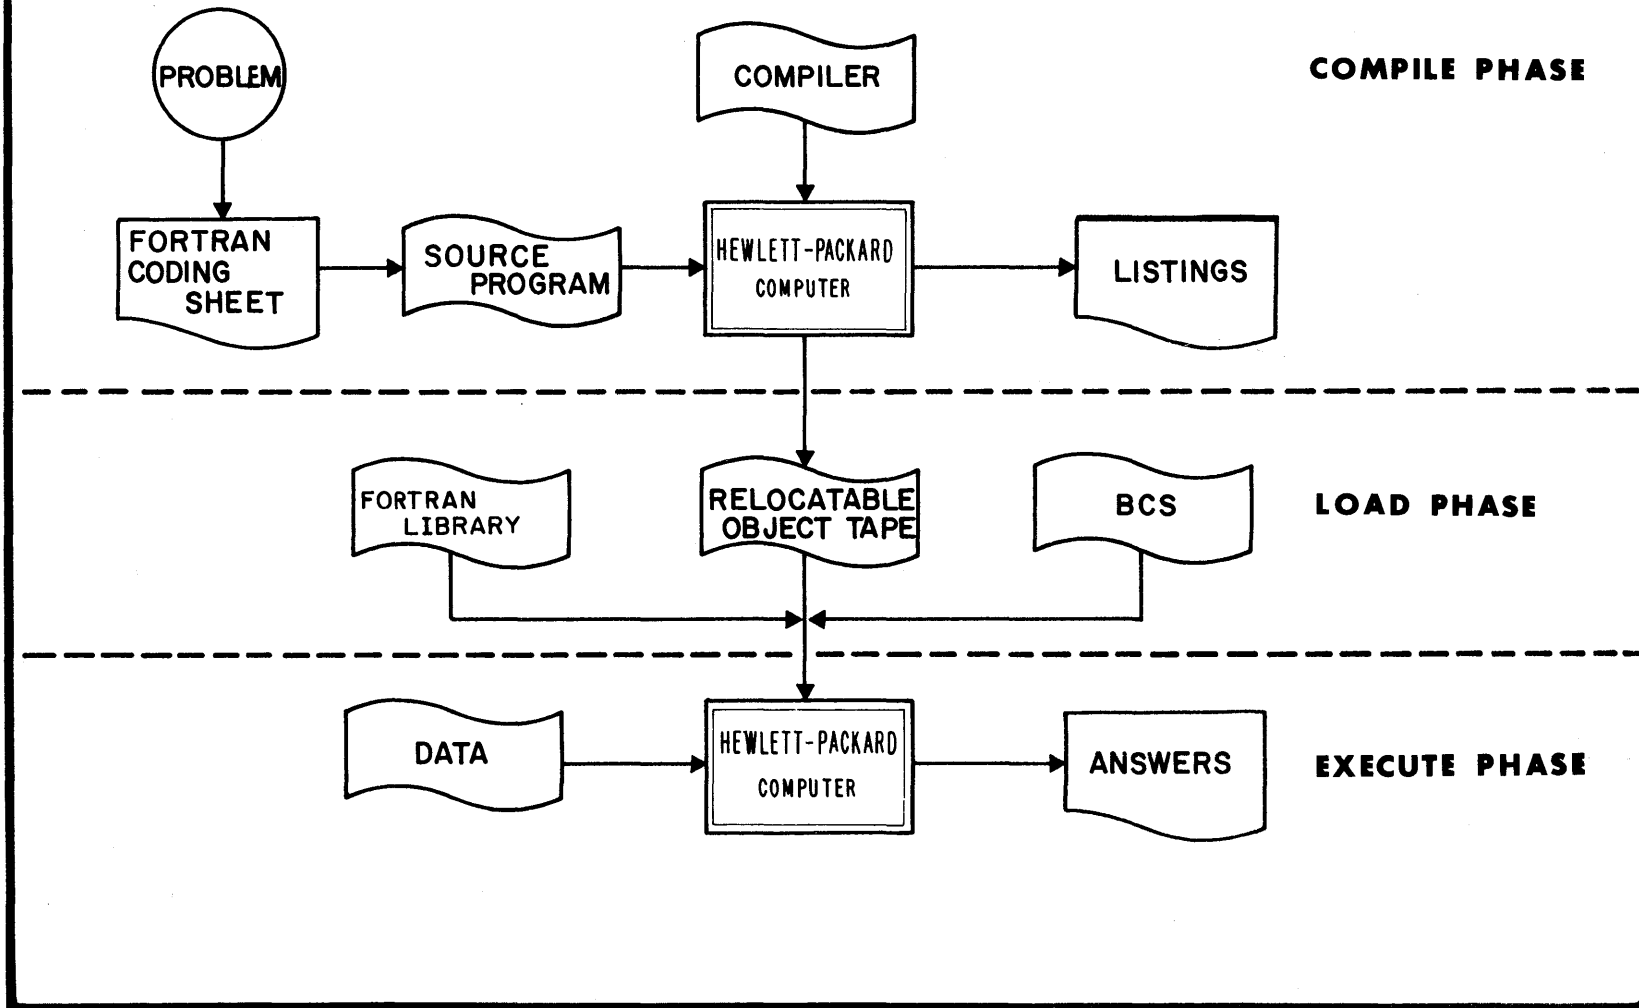 PROBLEM
COMPILER
COMPILE PHASE
FORTRAN
CODING
SHEET
SOURCE
PROGRAM
HEWLETT-PACKARD
COMPUTER
LISTINGS
FORTRAN
LIBRARY
RELOCATABLE
OBJECT TAPE
BCS
LOAD PHASE
DATA
HEWLETT-PACKARD
COMPUTER
ANSWERS
EXECUTE PHASE